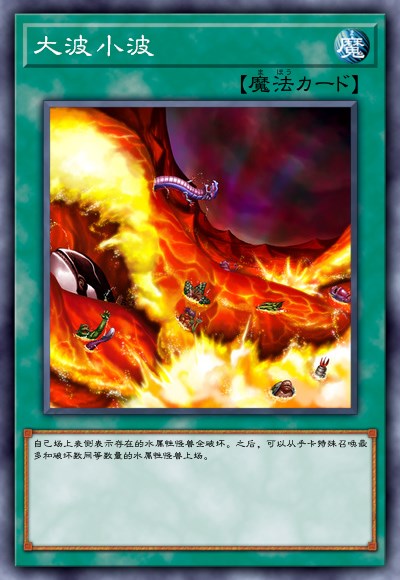 大波小波
魔
【魔法カード】
まほう
自己场上表侧表示存在的水属性怪兽全破坏。之后，可以从手卡特殊召唤最
多和破坏数同等数量的水属性怪兽上场。